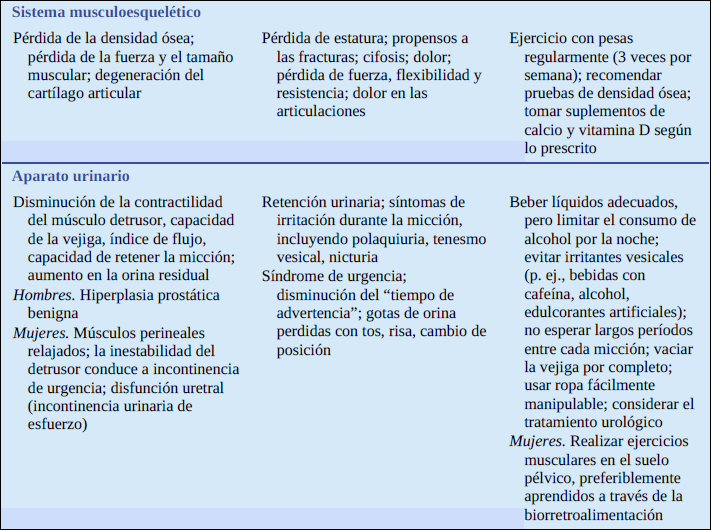 Sistema musculoesquelético
Pérdida de la densidad ósea;
pérdida de la fuerza y el tamaño
muscular; degeneración del
cartílago articular
Pérdida de estatura; propensos a
las fracturas; cifosis; dolor;
pérdida de fuerza, flexibilidad y
resistencia; dolor en las
articulaciones
Ejercicio con pesas
regularmente (3 veces por
semana); recomendar
pruebas de densidad ósea;
tomar suplementos de
calcio y vitamina D según
lo prescrito
Aparato urinario
Disminución de la contractilidad
del músculo detrusor, capacidad
de la vejiga, índice de flujo,
capacidad de retener la micción;
aumento en la orina residual
Hombres. Hiperplasia prostática
benigna
Mujeres. Músculos perineales
relajados; la inestabilidad del
detrusor conduce a incontinencia
de urgencia; disfunción uretral
(incontinencia urinaria de
esfuerzo)
Retención urinaria; síntomas de
irritación durante la micción,
incluyendo polaquiuria, tenesmo
vesical, nicturia
Síndrome de urgencia;
disminución del “tiempo de
advertencia”; gotas de orina
perdidas con tos, risa, cambio de
posición
Beber líquidos adecuados,
pero limitar el consumo de
alcohol por la noche;
evitar irritantes vesicales
(p. ej., bebidas con
cafeína, alcohol,
edulcorantes artificiales);
no esperar largos períodos
entre cada micción; vaciar
la vejiga por completo;
usar ropa fácilmente
manipulable; considerar el
tratamiento urológico
Mujeres. Realizar ejercicios
musculares en el suelo
pélvico, preferiblemente
aprendidos a través de la
biorretroalimentación